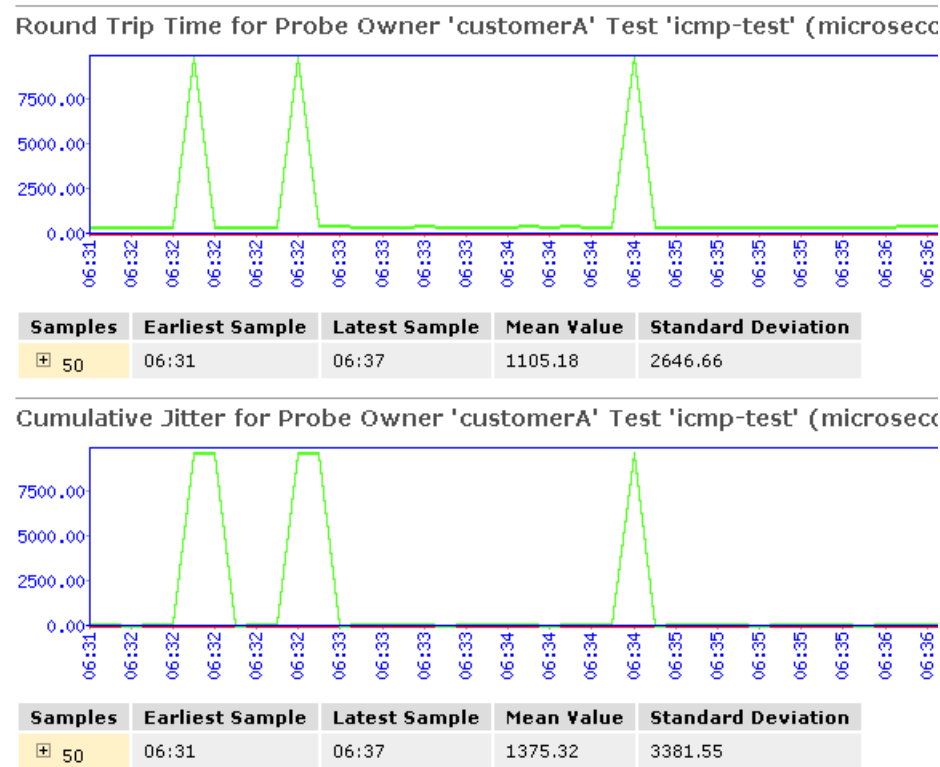 Round Trip Time for Probe Owner 'customerA' Test 'icmp-test' (microsecc
7500.00
5000.00
2500.00
0.00
06:31 06:32 06:32 06:32 06:32 06:32 06:33 06:33 06:33 06:33 06:34 06:34 06:34 06:34 06:35 06:35 06:35 06:35 06:35 06:36 06:36
Samples Earliest Sample Latest Sample Mean Value Standard Deviation
50 06:31 06:37 1105.18 2646.66
Cumulative Jitter for Probe Owner 'customerA' Test 'icmp-test' (microsecc
7500.00
5000.00
2500.00
0.00
06:31 06:32 06:32 06:32 06:32 06:32 06:33 06:33 06:33 06:33 06:34 06:34 06:34 06:34 06:35 06:35 06:35 06:35 06:35 06:36 06:36
Samples Earliest Sample Latest Sample Mean Value Standard Deviation
50 06:31 06:37 1375.32 3381.55